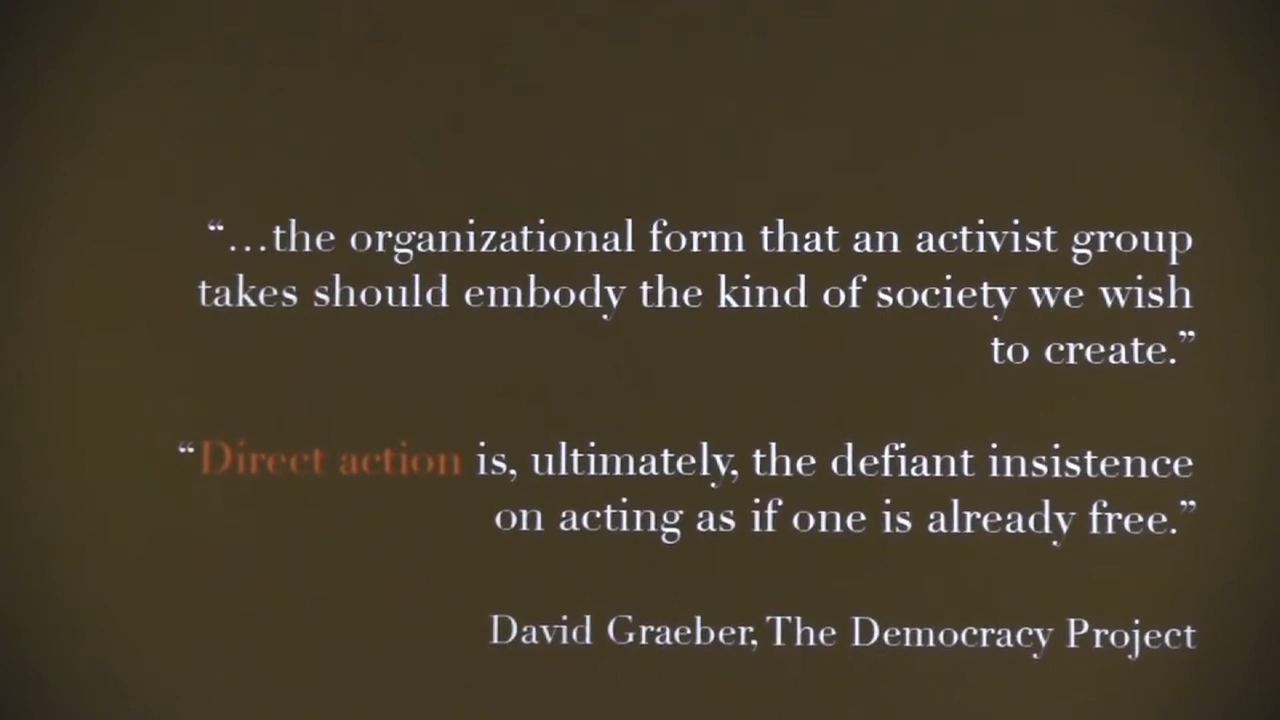 “…the organizational form that an activist group
takes should embody the kind of society we wish
to create.”
“Direct action is, ultimately, the defiant insistence
on acting as if one is already free.”
David Graeber, The Democracy Project